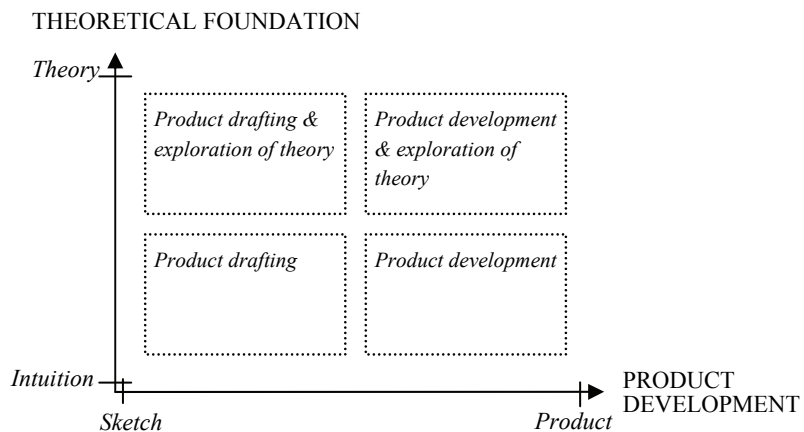 THEORETICAL FOUNDATION
Theory
Product drafting &
exploration of theory
Product development
& exploration of
theory
Product drafting
Product development
Intuition
Sketch
Product
PRODUCT
DEVELOPMENT